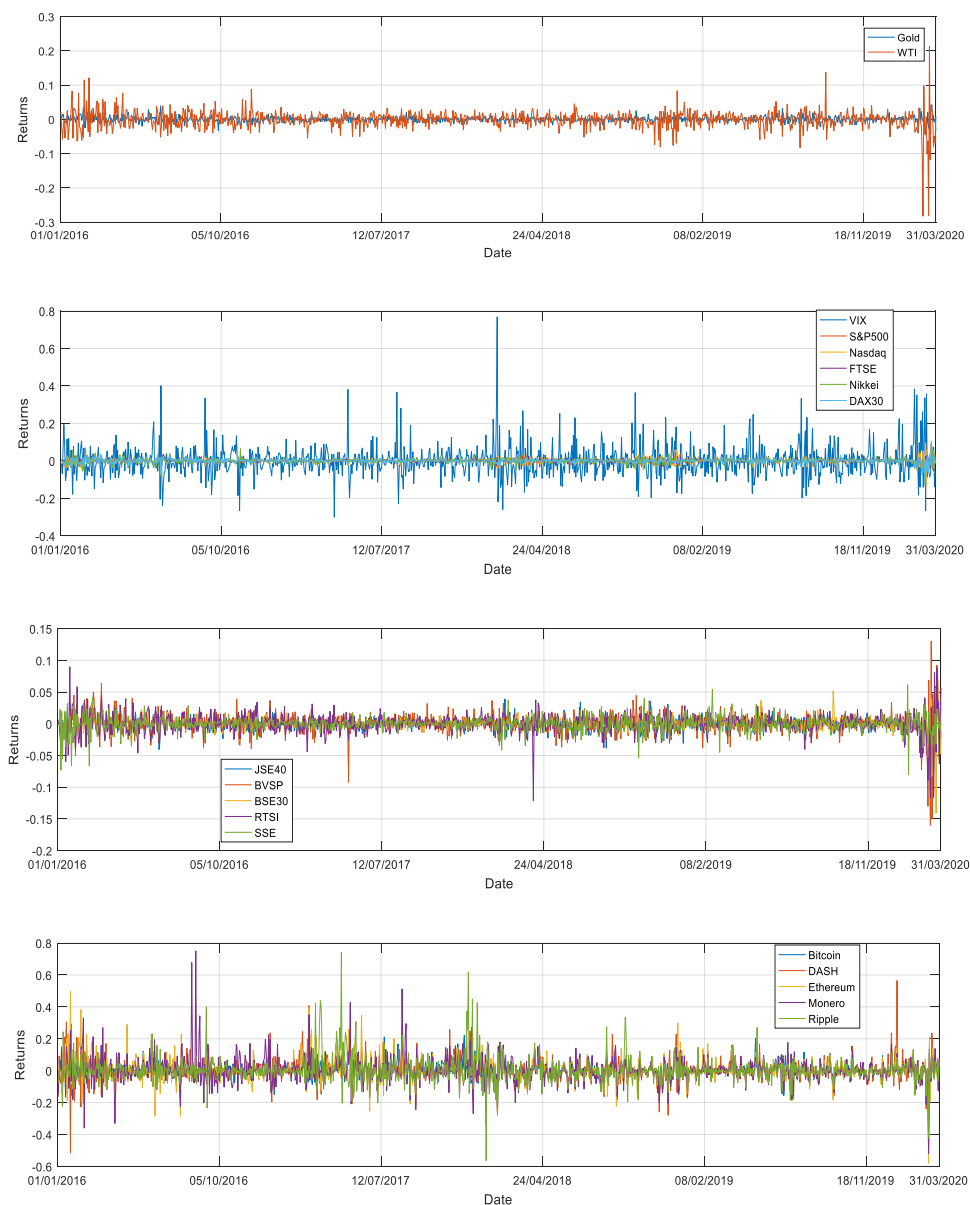 0.3
0.2
0.1
0
-0.1
-0.2
-0.3
Returns
Gold
WTI
01/01/2016 05/10/2016 12/07/2017 24/04/2018 08/02/2019 18/11/2019 31/03/2020
Date
0.8
0.6
0.4
0.2
0
-0.2
-0.4
Returns
VIX
S&P500
Nasdaq
FTSE
Nikkei
DAX30
01/01/2016 05/10/2016 12/07/2017 24/04/2018 08/02/2019 18/11/2019 31/03/2020
Date
0.15
0.1
0.05
0
-0.05
-0.1
-0.15
-0.2
Returns
JSE40
BVSP
BSE30
RTSI
SSE
01/01/2016 05/10/2016 12/07/2017 24/04/2018 08/2/2019 18/11/2019 31/03/2020
Date
0.8
0.6
0.4
0.2
0
-0.2
-0.4
-0.6
Returns
Bitcoin
DASH
Ethereum
Monero
Ripple
01/01/2016 05/10/2016 12/07/2017 24/04/2018 08/02/2019 18/11/2019 31/03/2020
Date